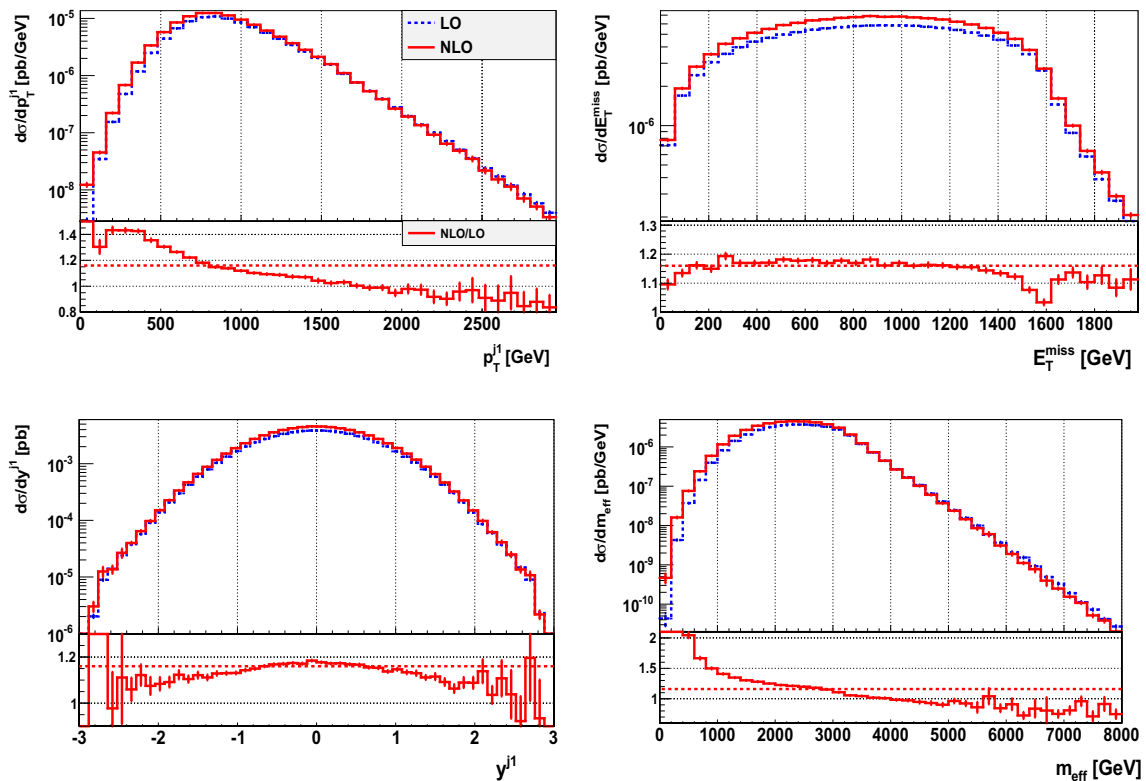 dσ/dp_T^j1 [pb/GeV]
10^-5
10^-6
10^-7
10^-8
LO
NLO
1.4
1.2
1
0.8
NLO/LO
0 500 1000 1500 2000 2500
p_T^j1 [GeV]
dσ/dE_T^miss [pb/GeV]
10^-6
1.3
1.2
1.1
1
0 200 400 600 800 1000 1200 1400 1600 1800
E_T^miss [GeV]
dσ/dy^j1 [pb]
10^-3
10^-4
10^-5
10^-6
1.2
1
-3 -2 -1 0 1 2 3
y^j1
dσ/dm_eff [pb/GeV]
10^-6
10^-7
10^-8
10^-9
10^-10
2
1.5
1
0 1000 2000 3000 4000 5000 6000 7000 8000
m_eff [GeV]